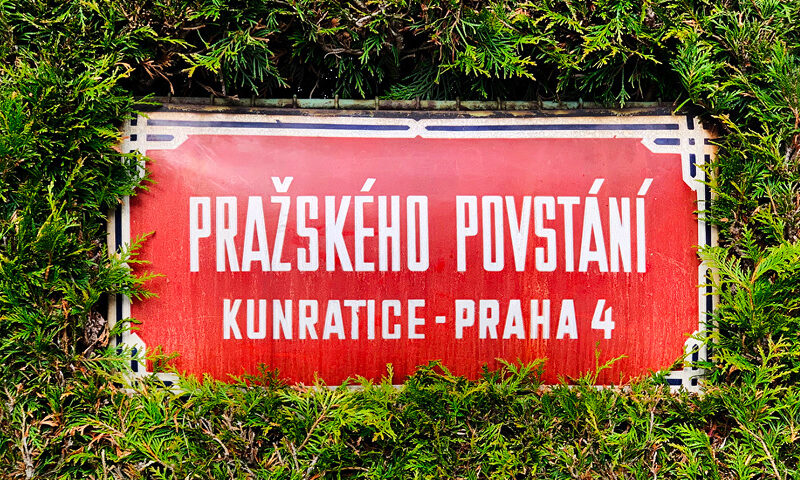 PRAŽSKÉHO POVSTÁNÍ
KUNRATICE - PRAHA 4